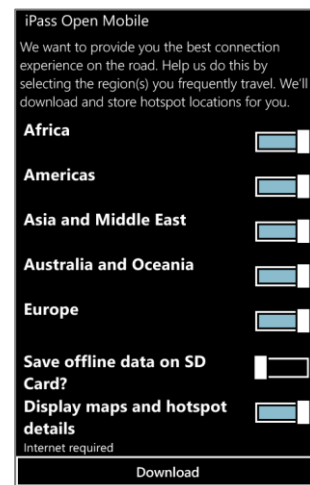 iPass Open Mobile
We want to provide you the best connection
experience on the road. Help us do this by
selecting the region(s) you frequently travel. We'll
download and store hotspot locations for you.
Africa
Americas
Asia and Middle East
Australia and Oceania
Europe
Save offline data on SD
Card?
Display maps and hotspot
details
Internet required
Download